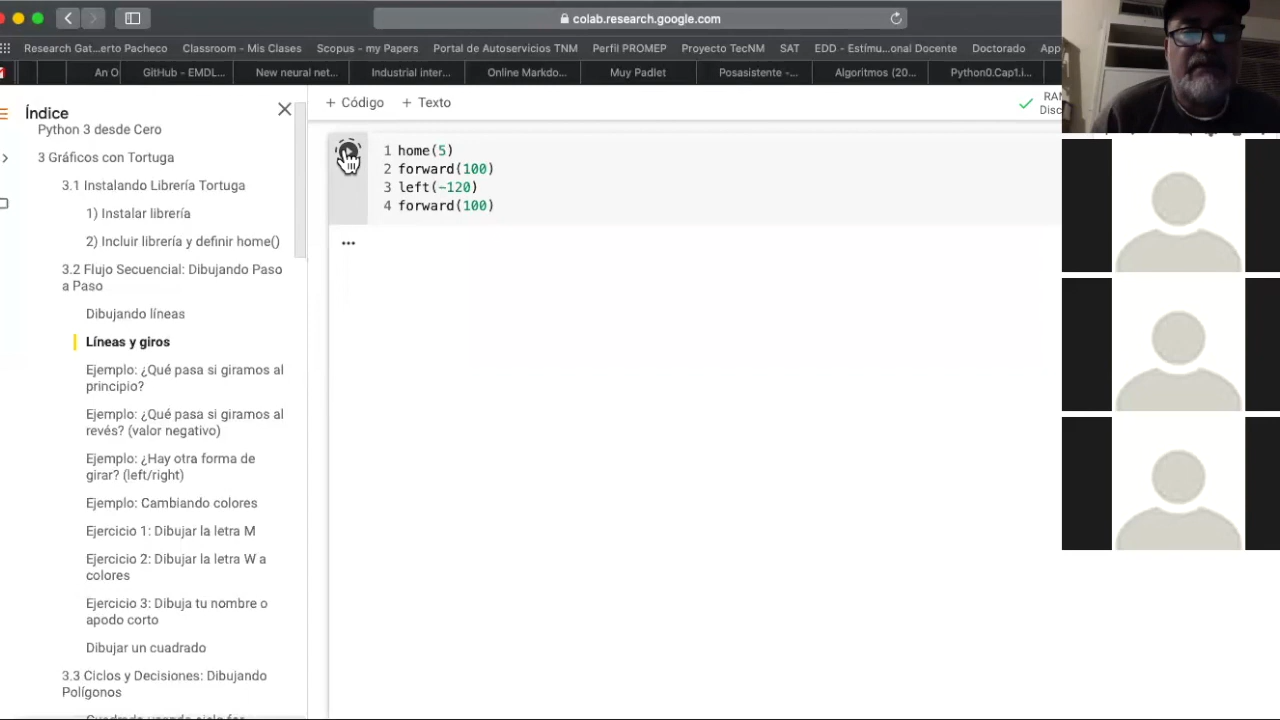 colab.research.google.com
Research Gat...erto Pacheco
Classroom - Mis Clases
Scopus - my Papers
Portal de Autoservicios TNM
Perfil PROMEP
Proyecto TecNM
SAT
EDD - Estímu...onal Docente
Doctorado
App
An O
GitHub - EMDL...
New neural net...
Industrial inter...
Online Markdo...
Muy Padlet
Posasistente -...
Algoritmos (20...
Python0.Cap1.i...
Índice
Python 3 desde Cero
3 Gráficos con Tortuga
3.1 Instalando Librería Tortuga
1) Instalar librería
2) Incluir librería y definir home()
3.2 Flujo Secuencial: Dibujando Paso
a Paso
Dibujando líneas
Líneas y giros
Ejemplo: ¿Qué pasa si giramos al
principio?
Ejemplo: ¿Qué pasa si giramos al
revés? (valor negativo)
Ejemplo: ¿Hay otra forma de
girar? (left/right)
Ejemplo: Cambiando colores
Ejercicio 1: Dibujar la letra M
Ejercicio 2: Dibujar la letra W a
colores
Ejercicio 3: Dibuja tu nombre o
apodo corto
Dibujar un cuadrado
3.3 Ciclos y Decisiones: Dibujando
Polígonos
+ Código
+ Texto
RAM
Disc
1 home(5)
2 forward(100)
3 left(-120)
4 forward(100)